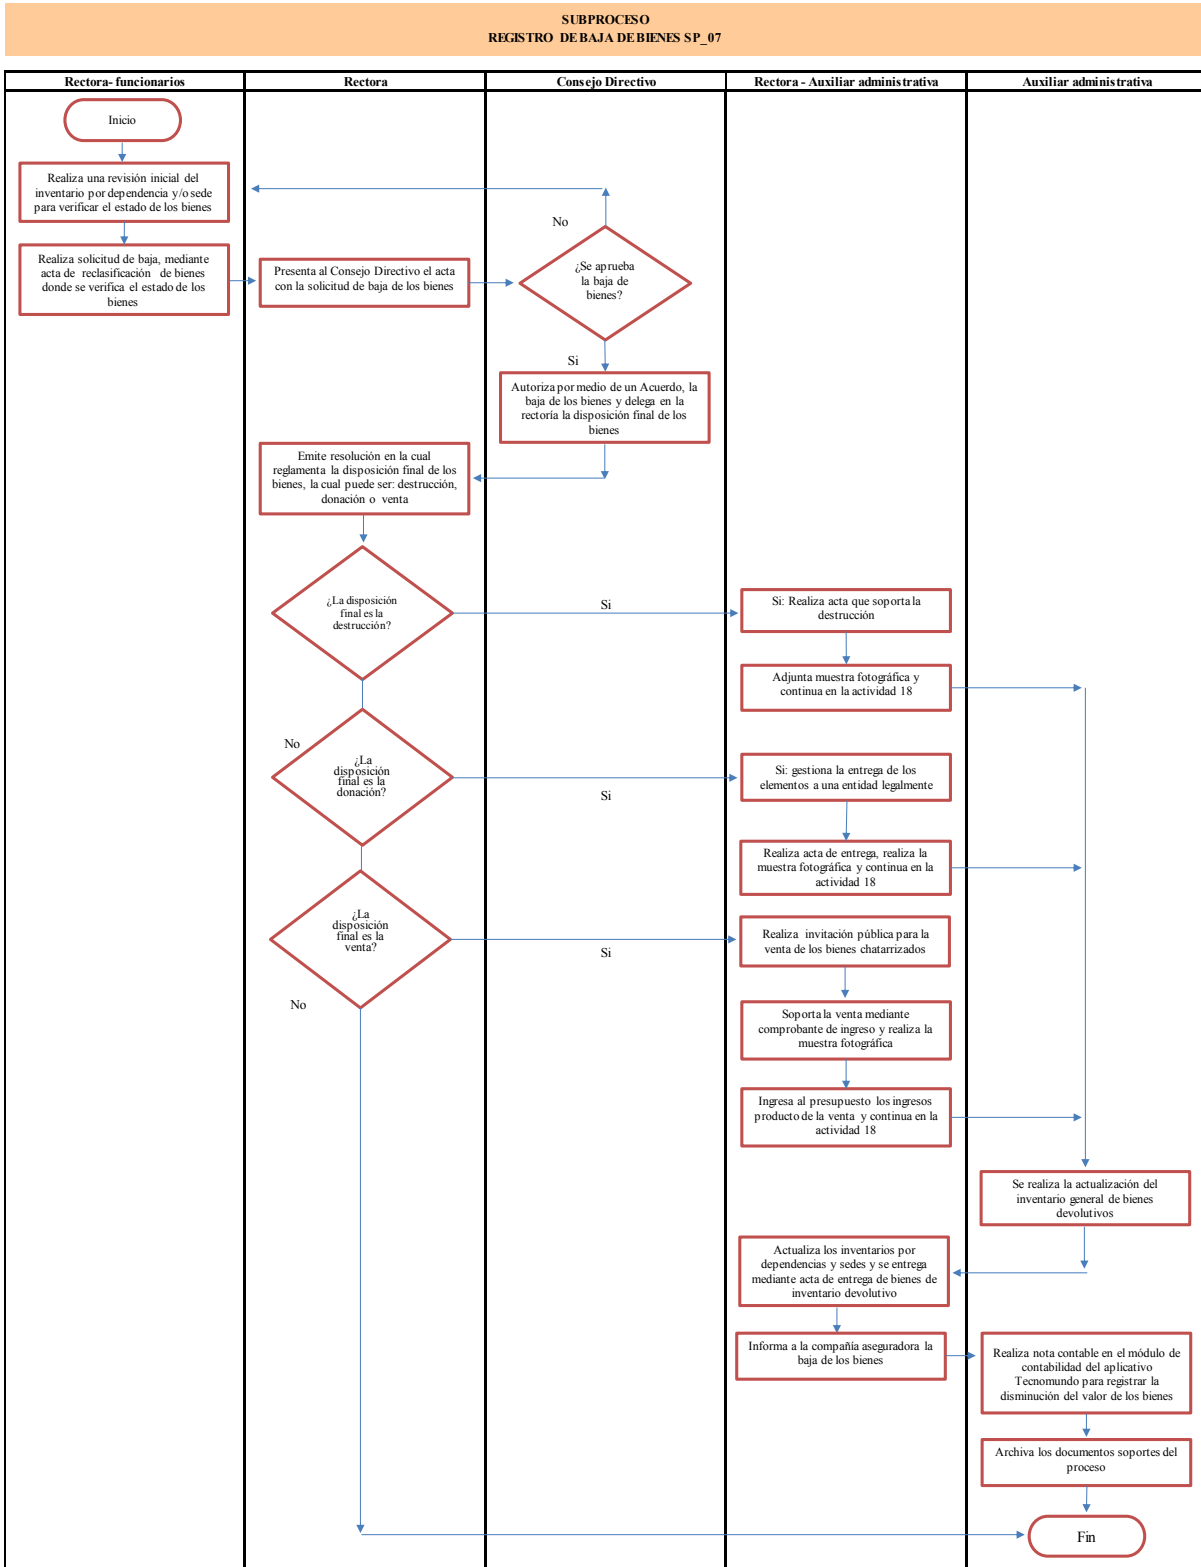 SUBPROCESO
REGISTRO DE BAJA DE BIENES SP_07
Rectora- funcionarios
Rectora
Consejo Directivo
Rectora - Auxiliar administrativa
Auxiliar administrativa
Inicio
Realiza una revisión inicial del
inventario por dependencia y/o sede
para verificar el estado de los bienes
No
Realiza solicitud de baja, mediante
acta de reclasificación de bienes
donde se verifica el estado de los
bienes
Presenta al Consejo Directivo el acta
con la solicitud de baja de los bienes
¿Se aprueba
la baja de
bienes?
Si
Autoriza por medio de un Acuerdo, la
baja de los bienes y delega en la
rectoría la disposición final de los
bienes
Emite resolución en la cual
reglamenta la disposición final de los
bienes, la cual puede ser: destrucción,
donación o venta
¿La disposición
final es la
destrucción?
Si
Si: Realiza acta que soporta la
destrucción
Adjunta muestra fotográfica y
continua en la actividad 18
No
¿La
disposición
final es la
donación?
Si
Si: gestiona la entrega de los
elementos a una entidad legalmente
Realiza acta de entrega, realiza la
muestra fotográfica y continua en la
actividad 18
¿La
disposición
final es la
venta?
Si
Realiza invitación pública para la
venta de los bienes chatarrizados
No
Soporta la venta mediante
comprobante de ingreso y realiza la
muestra fotográfica
Ingresa al presupuesto los ingresos
producto de la venta y continua en la
actividad 18
Se realiza la actualización del
inventario general de bienes
devolutivos
Actualiza los inventarios por
dependencias y sedes y se entrega
mediante acta de entrega de bienes de
inventario devolutivo
Informa a la compañía aseguradora la
baja de los bienes
Realiza nota contable en el módulo de
contabilidad del aplicativo
Tecnomundo para registrar la
disminución del valor de los bienes
Archiva los documentos soportes del
proceso
Fin